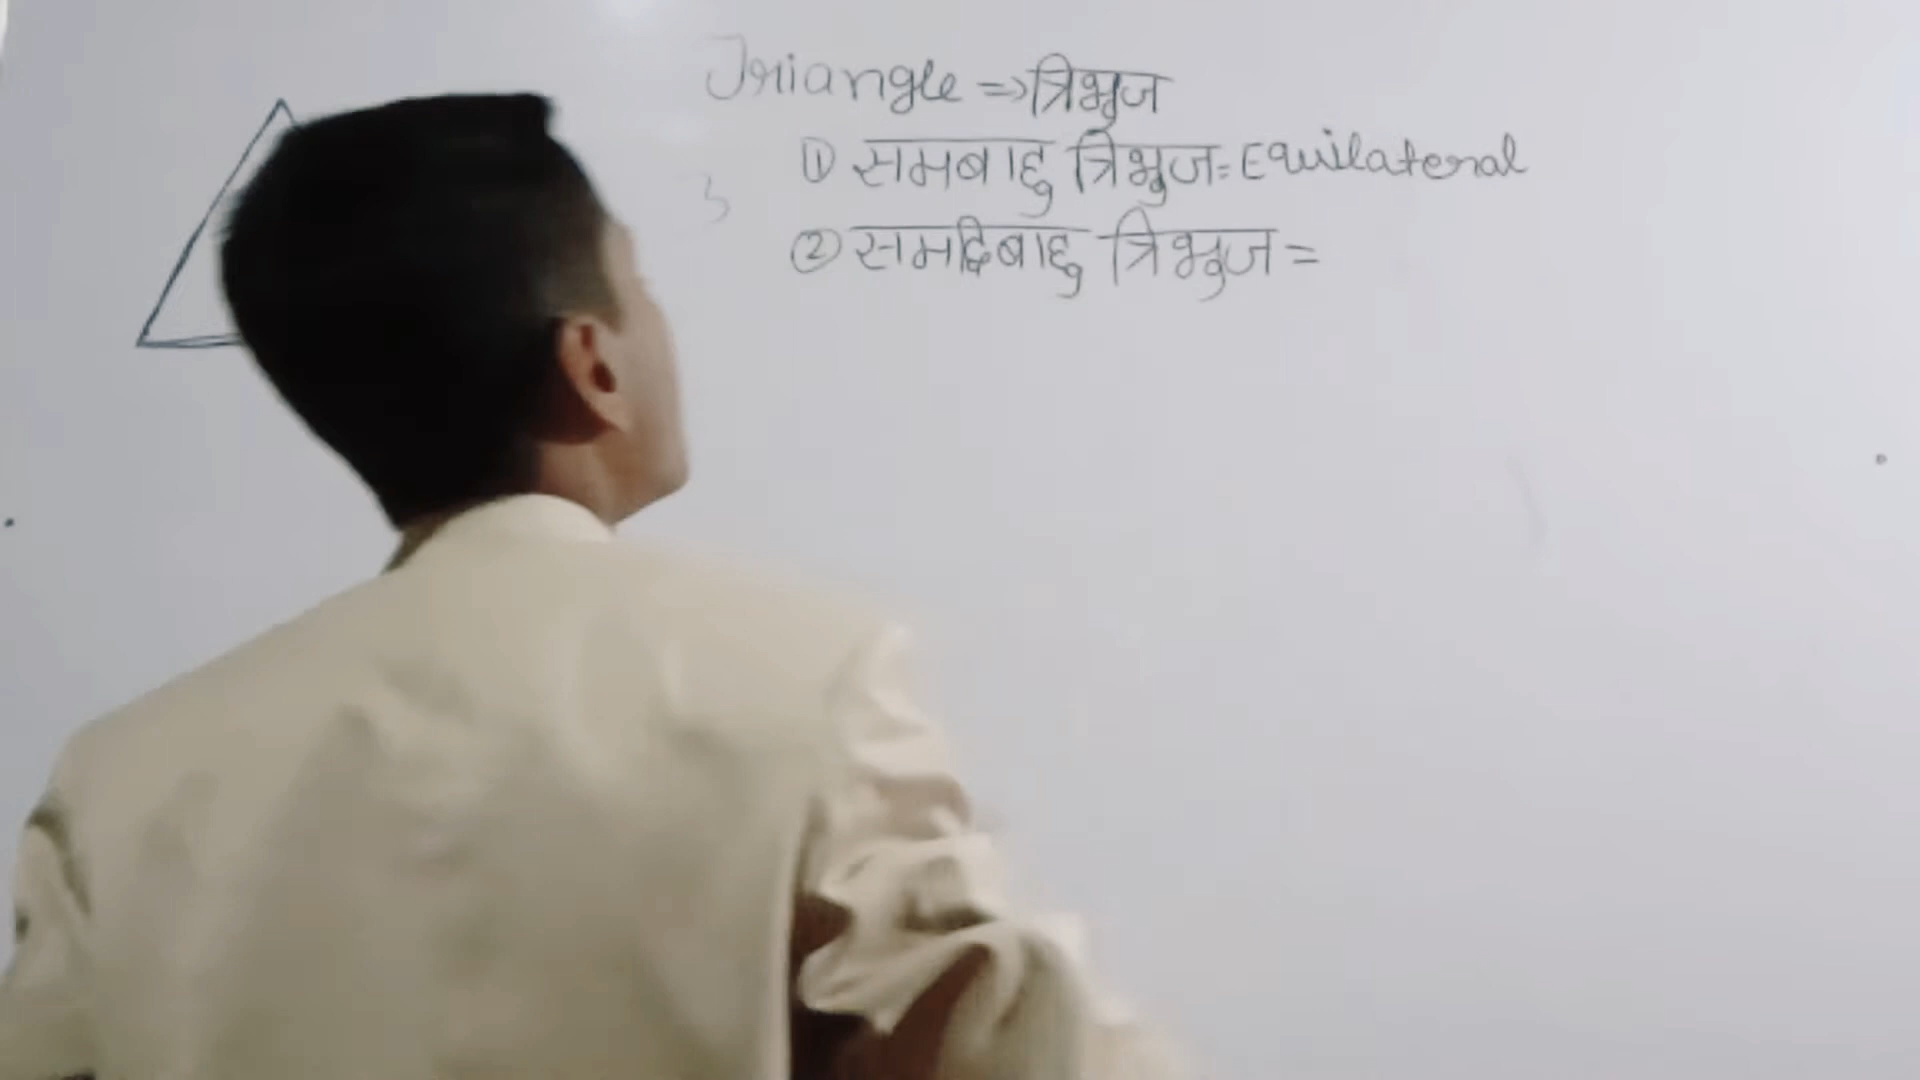 Triangle => त्रिभुज
① समबाहु त्रिभुज = Equilateral
② समद्विबाहु त्रिभुज =